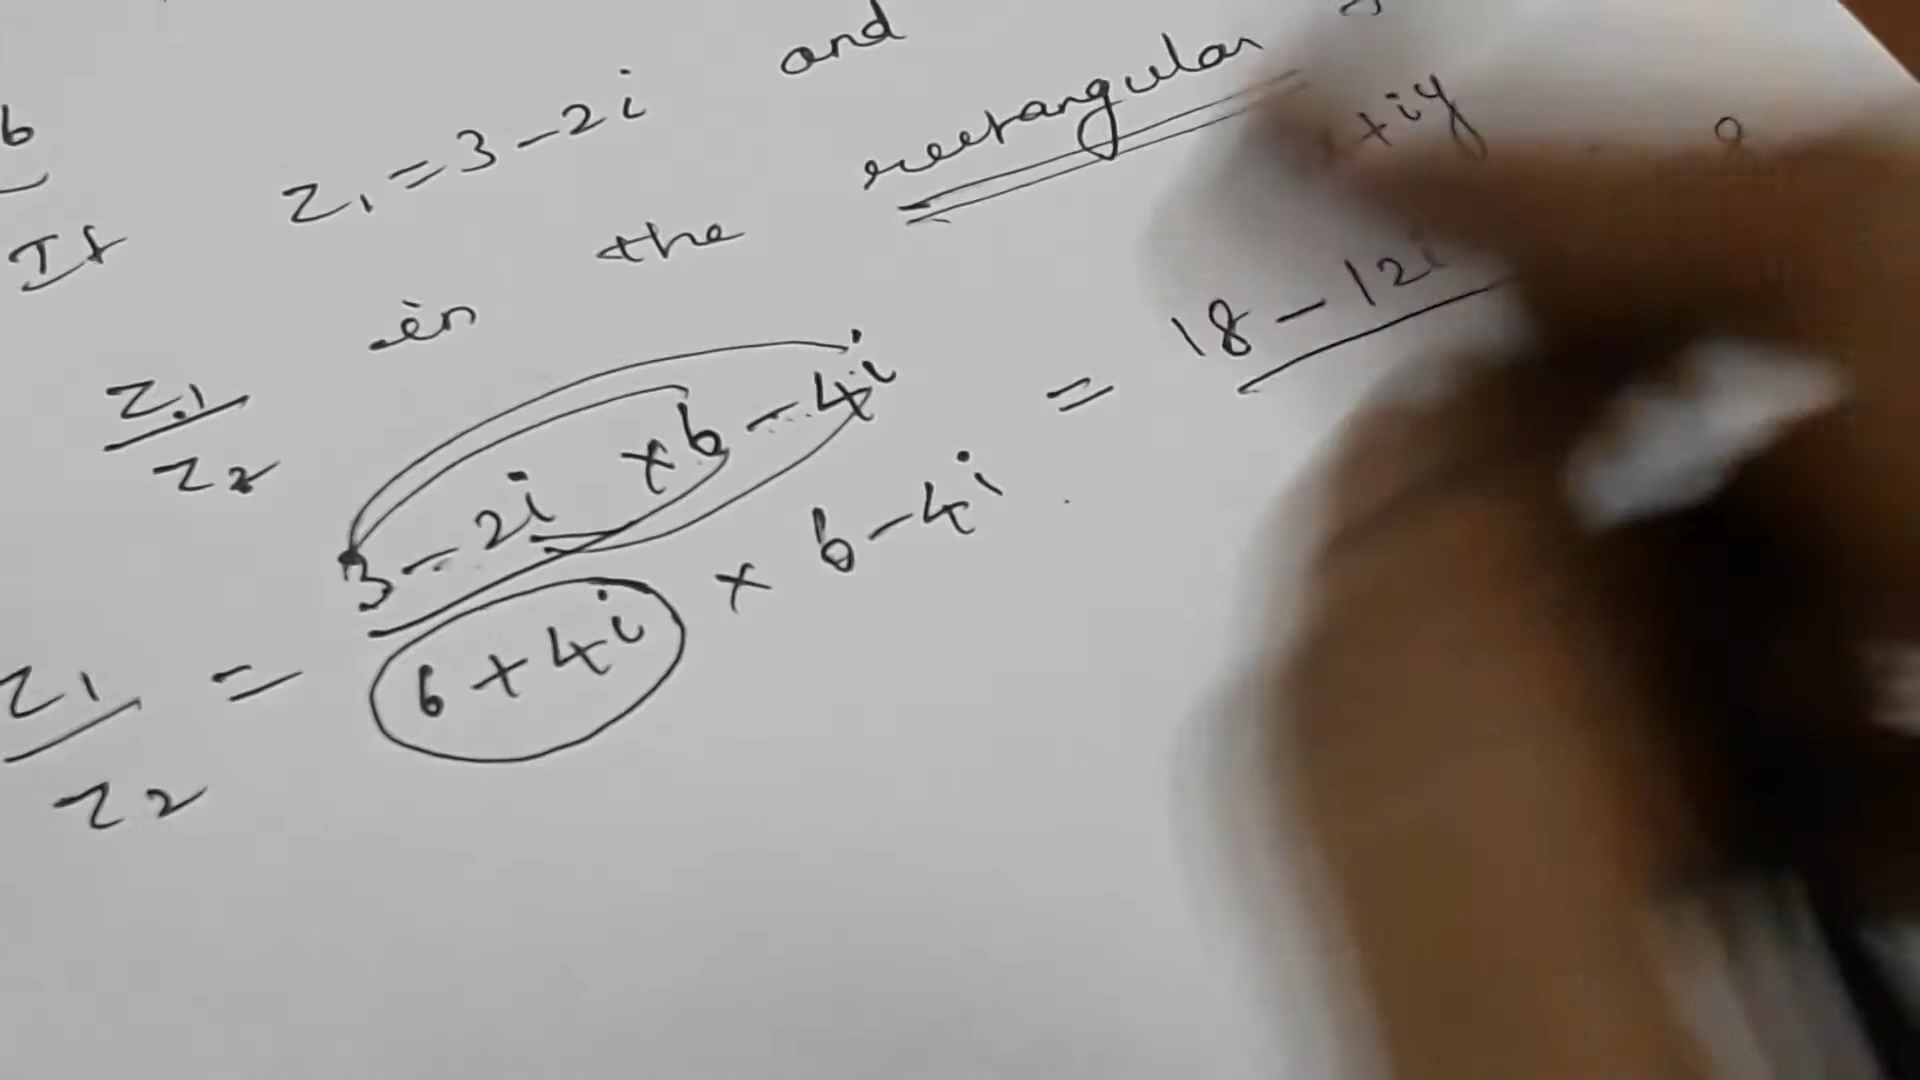 6
If z₁ = 3 - 2i and
z₁/z₂ in the rectangular x+iy
z₁/z₂ = 3 - 2i × 6 - 4i / 6 + 4i × 6 - 4i = 18 - 12i